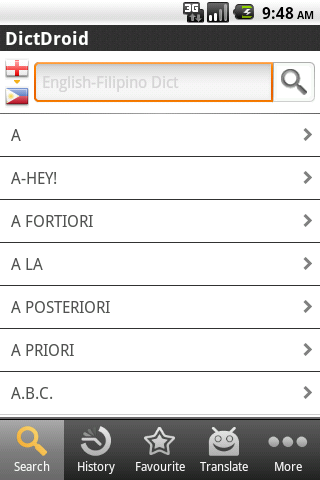 3G 9:48 AM
DictDroid
English-Filipino Dict
A
A-HEY!
A FORTIORI
A LA
A POSTERIORI
A PRIORI
A.B.C.
Search History Favourite Translate More